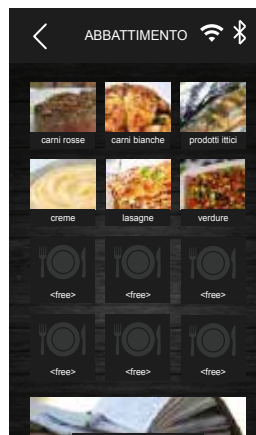 ABBATTIMENTO
carni rosse carni bianche prodotti ittici
creme lasagne verdure
<free> <free> <free>
<free> <free> <free>